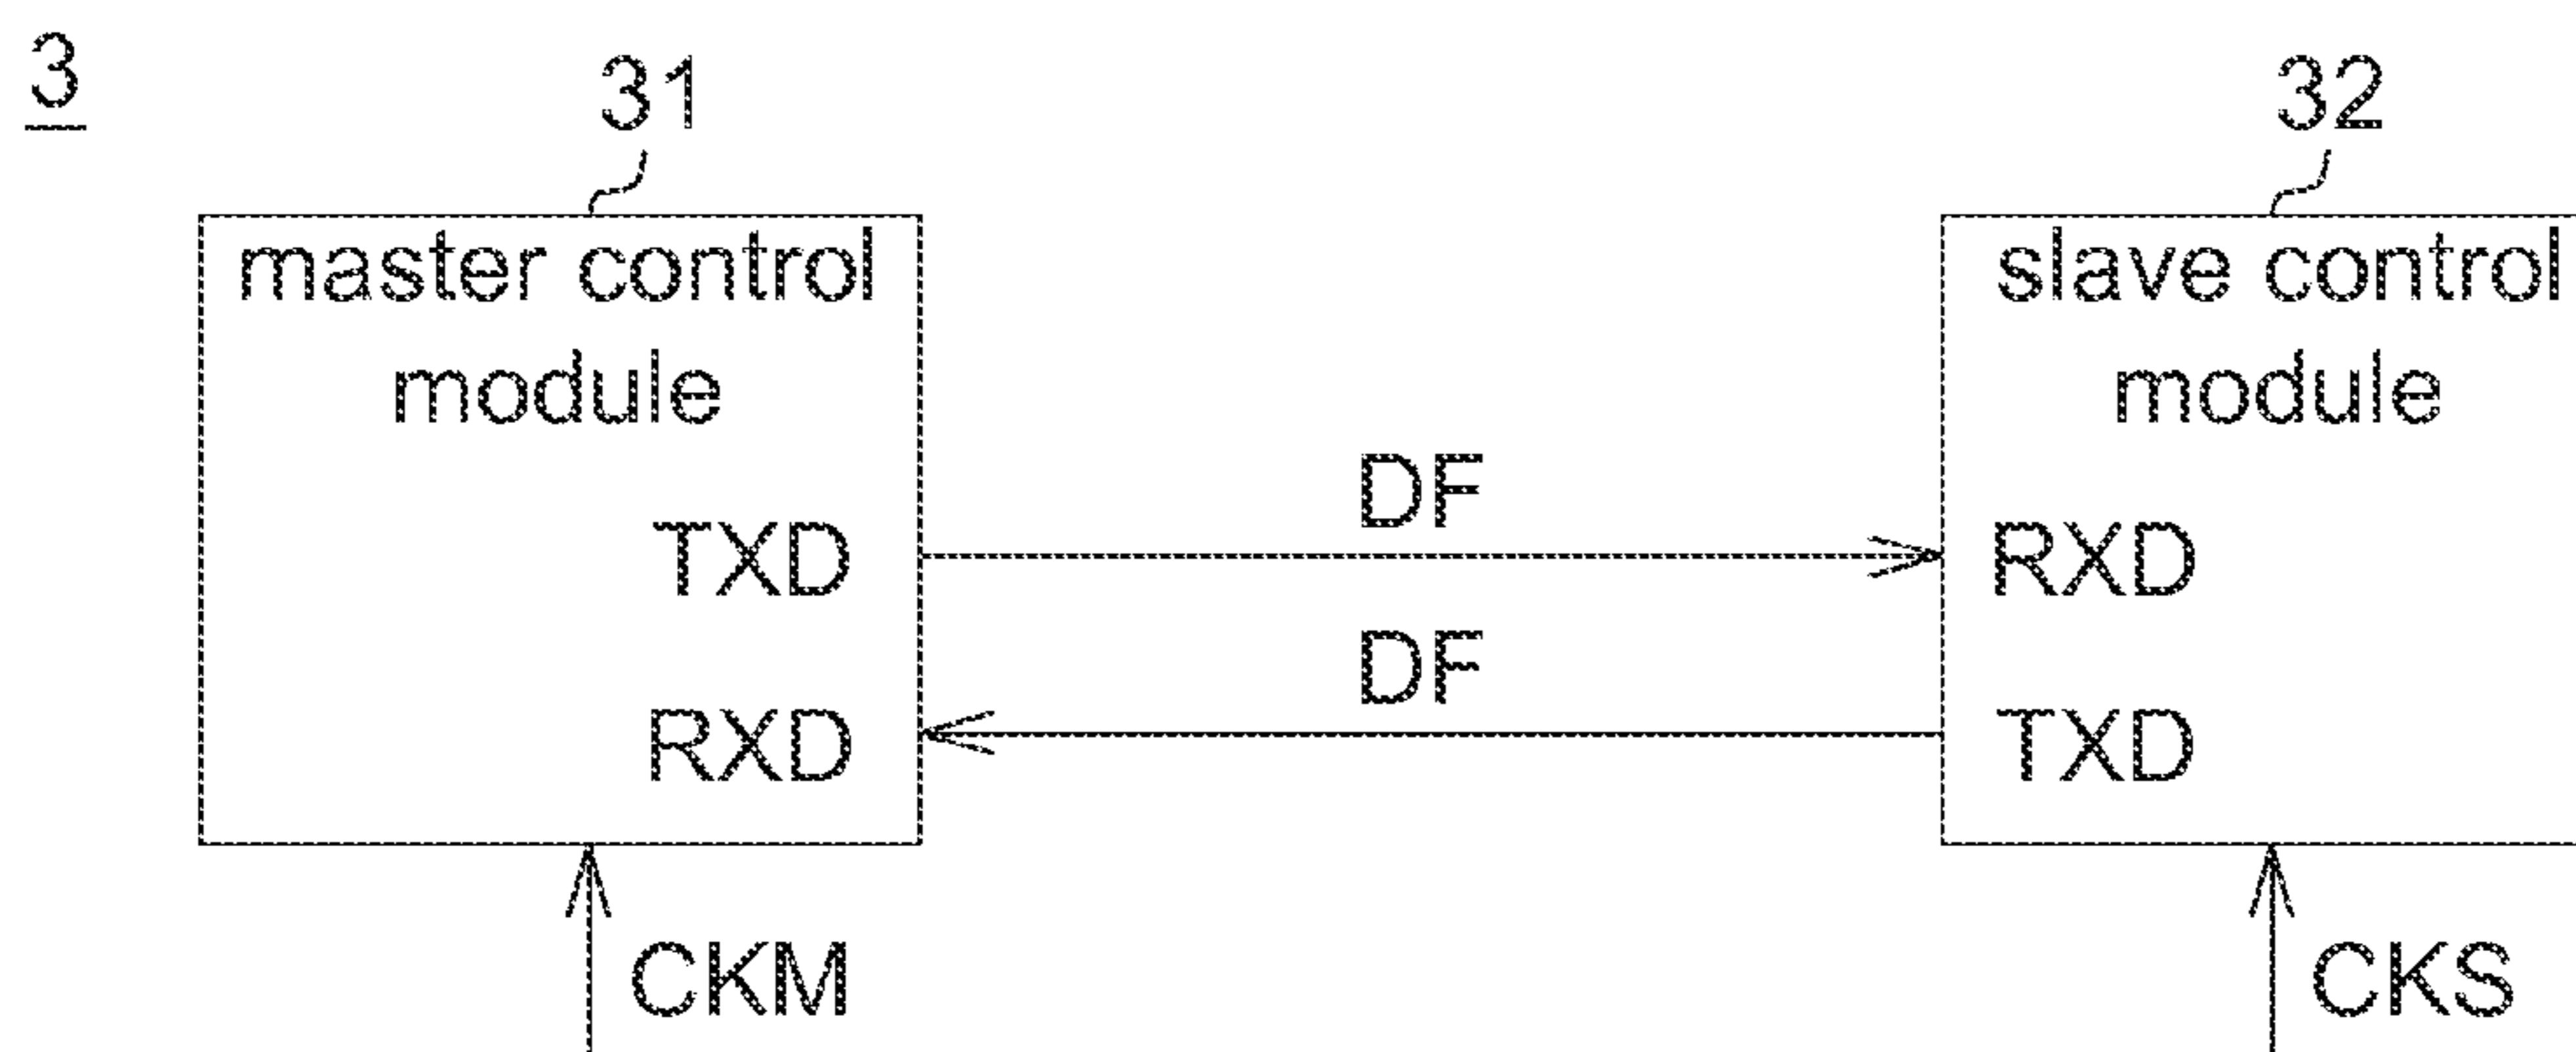 3
31
32
master control
module
slave control
module
DF
TXD
RXD
DF
RXD
TXD
CKM
CKS